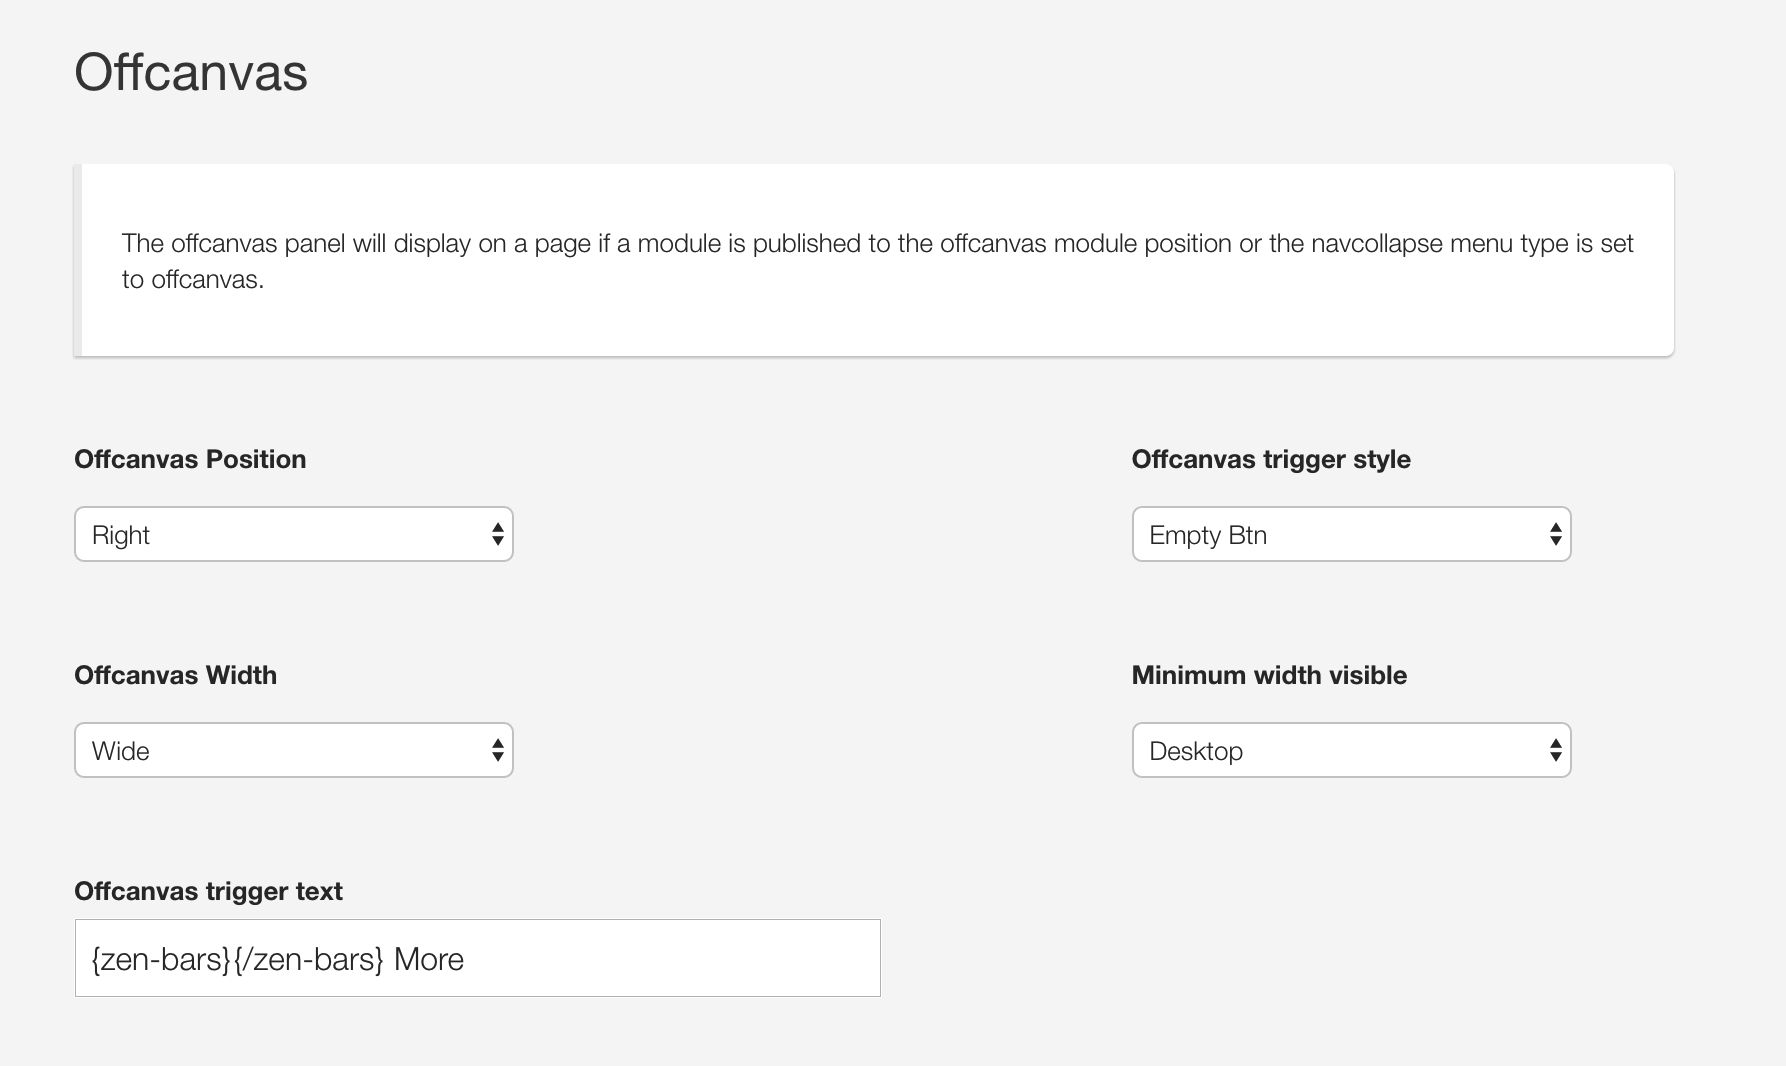 Offcanvas
The offcanvas panel will display on a page if a module is published to the offcanvas module position or the navcollapse menu type is set
to offcanvas.
Offcanvas Position
Offcanvas trigger style
Right
Empty Btn
Offcanvas Width
Minimum width visible
Wide
Desktop
Offcanvas trigger text
{zen-bars}{/zen-bars} More